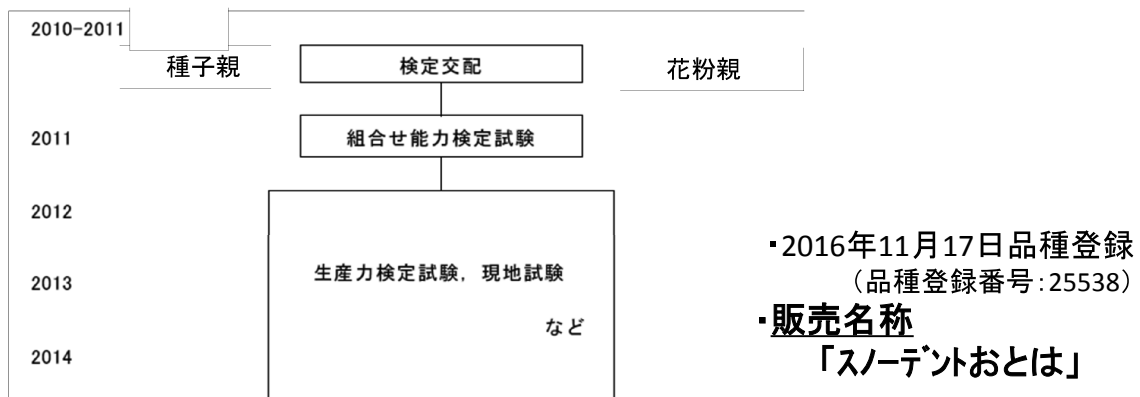 2010-2011
種子親
検定交配
花粉親
2011
組合せ能力検定試験
2012
2013
生産力検定試験，現地試験
など
2014
・2016年11月17日品種登録
（品種登録番号：25538）
・販売名称
「スノーデントおとは」